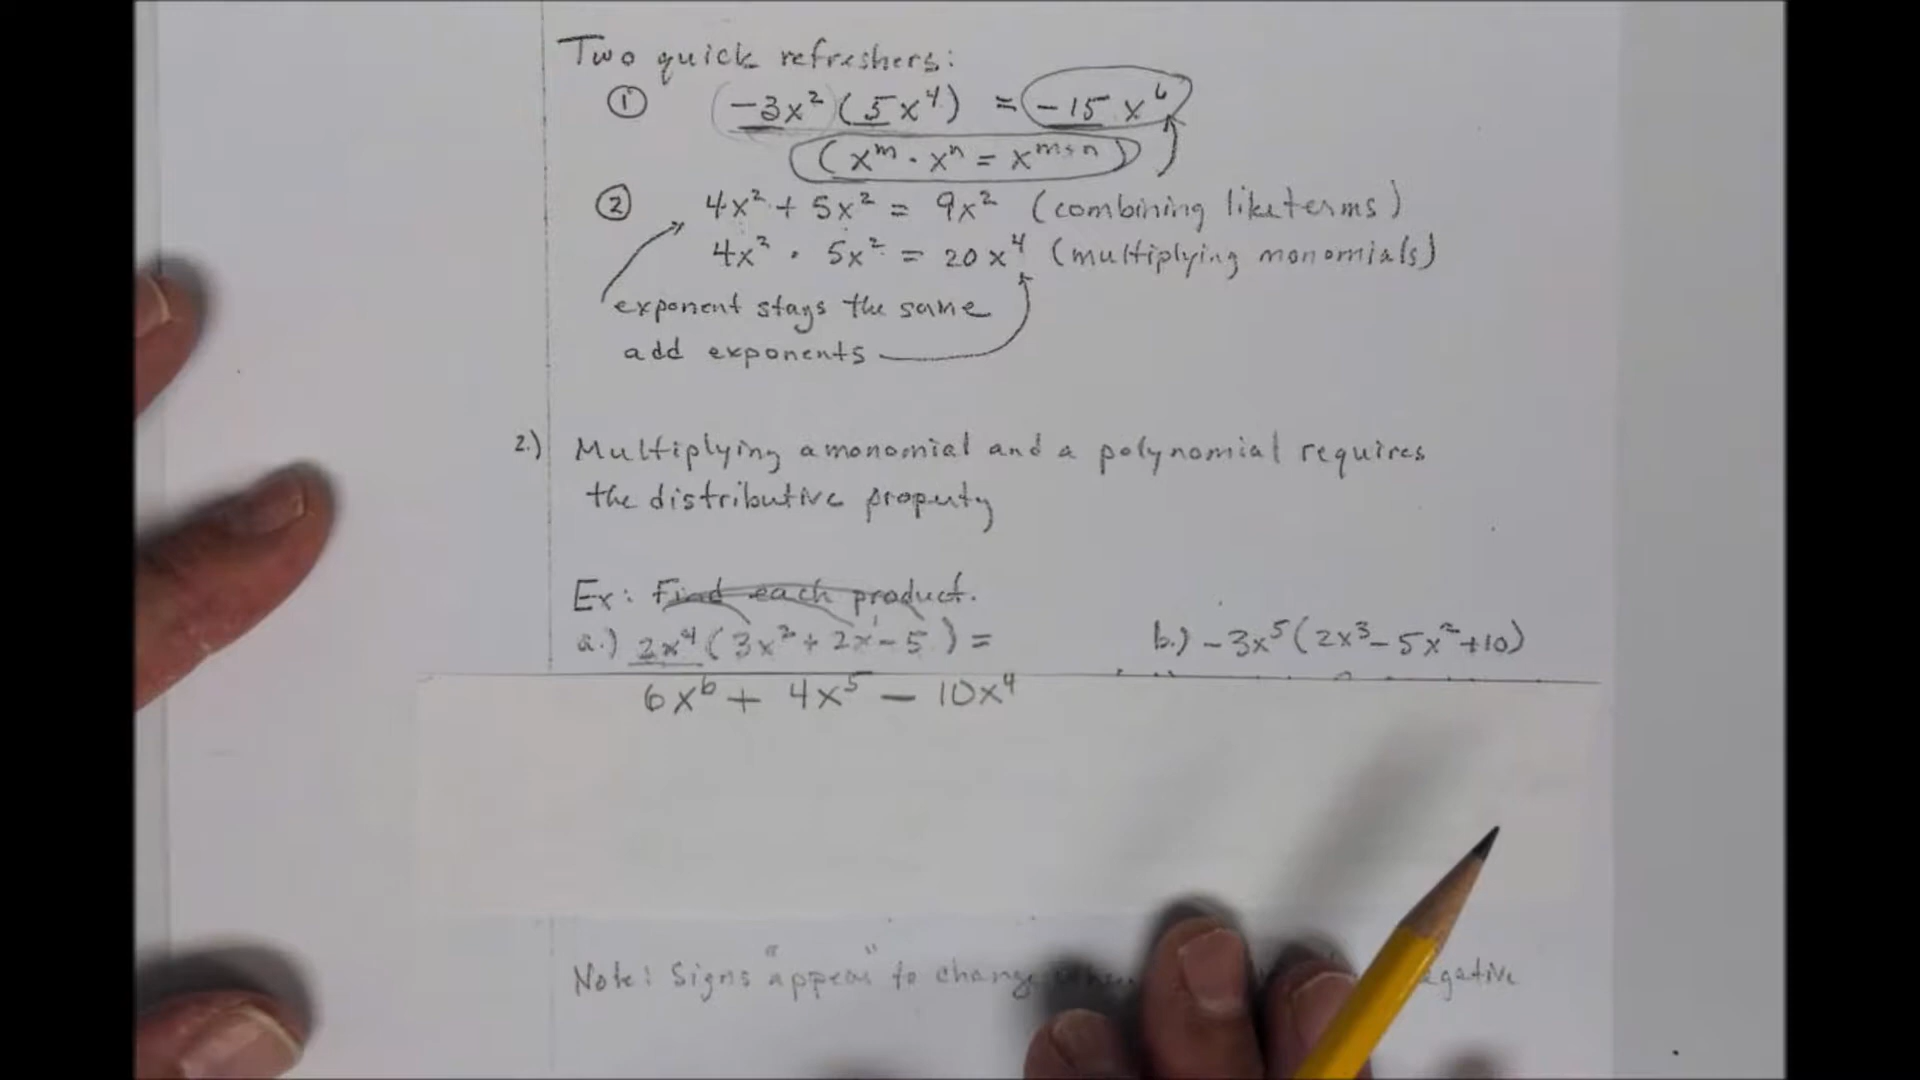 Two quick refreshers:
① (-3x²)(5x⁴) = -15x⁶
(xᵐ · xⁿ = xᵐ⁺ⁿ)
② 4x² + 5x² = 9x² (combining like terms)
4x² · 5x² = 20x⁴ (multiplying monomials)
exponent stays the same
add exponents
2.) Multiplying a monomial and a polynomial requires
the distributive property
Ex: Find each product.
a.) 2x⁴(3x² + 2x¹ - 5) =
b.) -3x⁵(2x³ - 5x² + 10)
6x⁶ + 4x⁵ - 10x⁴
Note: Signs "appear" to change